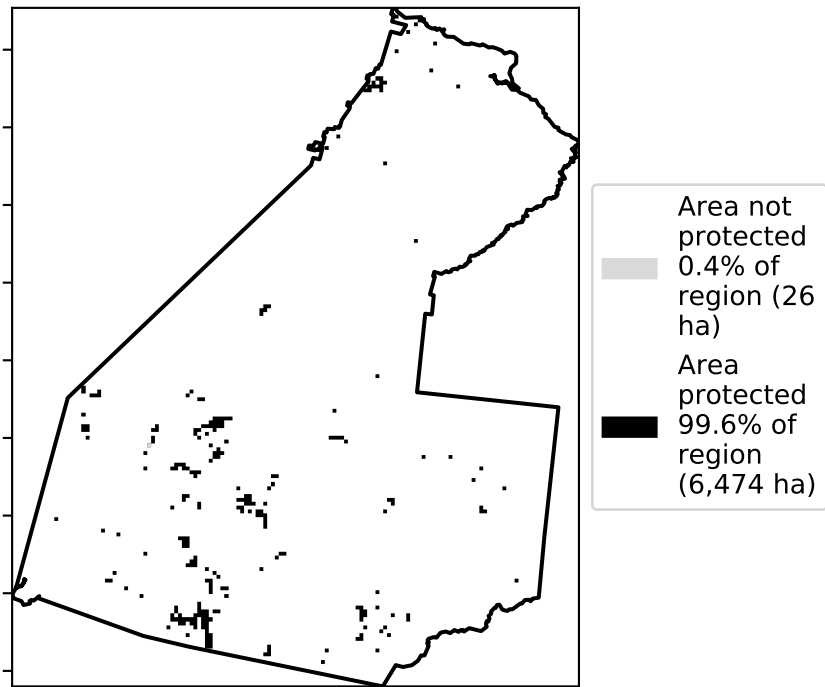 Area not
protected
0.4% of
region (26
ha)
Area
protected
99.6% of
region
(6,474 ha)